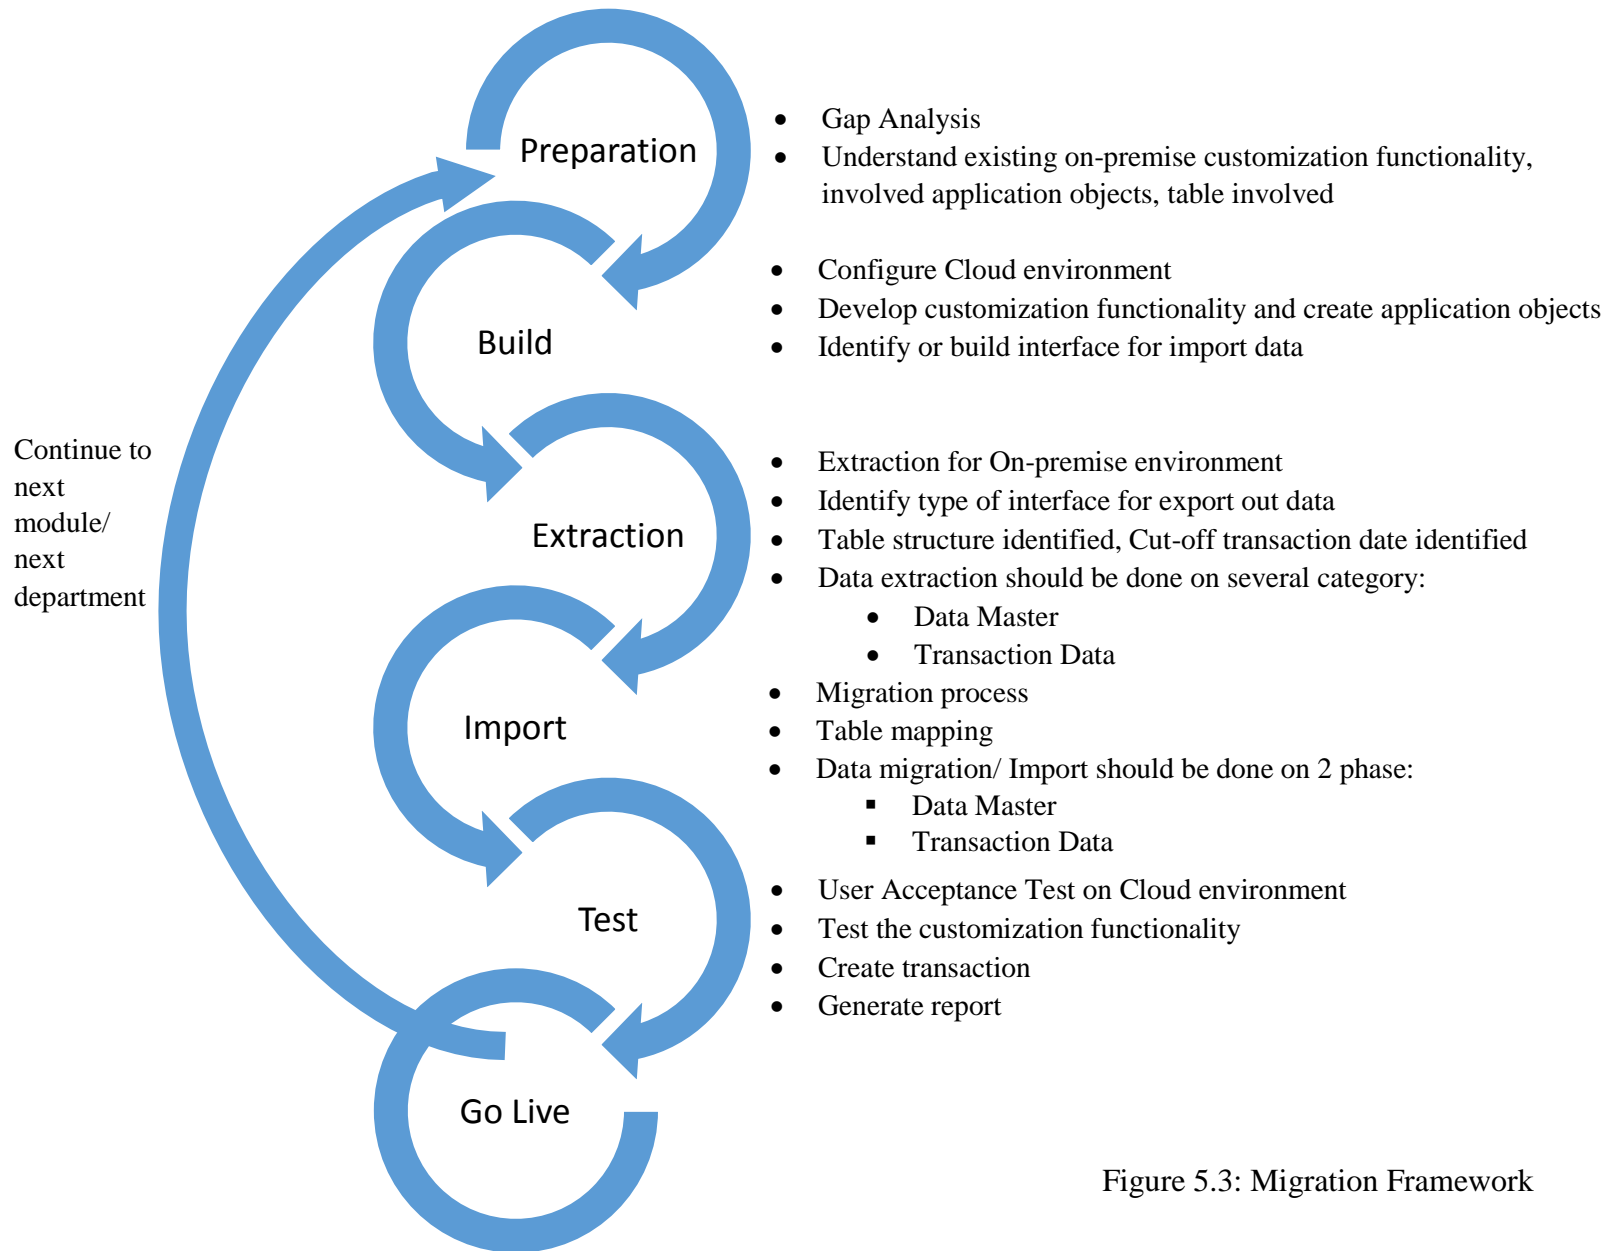 Preparation
• Gap Analysis
• Understand existing on-premise customization functionality,
involved application objects, table involved
Build
• Configure Cloud environment
• Develop customization functionality and create application objects
• Identify or build interface for import data
Continue to
next
module/
next
department
Extraction
• Extraction for On-premise environment
• Identify type of interface for export out data
• Table structure identified, Cut-off transaction date identified
• Data extraction should be done on several category:
• Data Master
• Transaction Data
Import
• Migration process
• Table mapping
• Data migration/ Import should be done on 2 phase:
▪ Data Master
▪ Transaction Data
Test
• User Acceptance Test on Cloud environment
• Test the customization functionality
• Create transaction
• Generate report
Go Live
Figure 5.3: Migration Framework